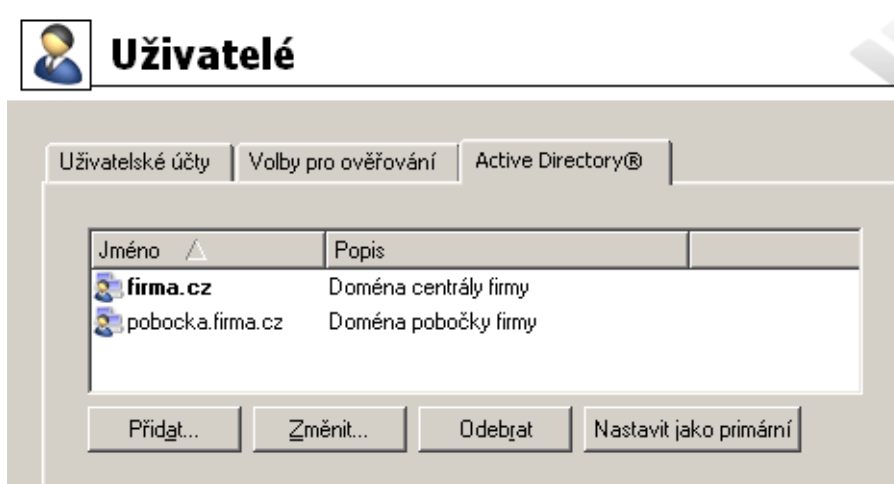 Uživatelé
Uživatelské účty Volby pro ověřování Active Directory®
Jméno Popis
firma.cz Doména centrály firmy
pobocka.firma.cz Doména pobočky firmy
Přidat... Změnit... Odebrat Nastavit jako primární